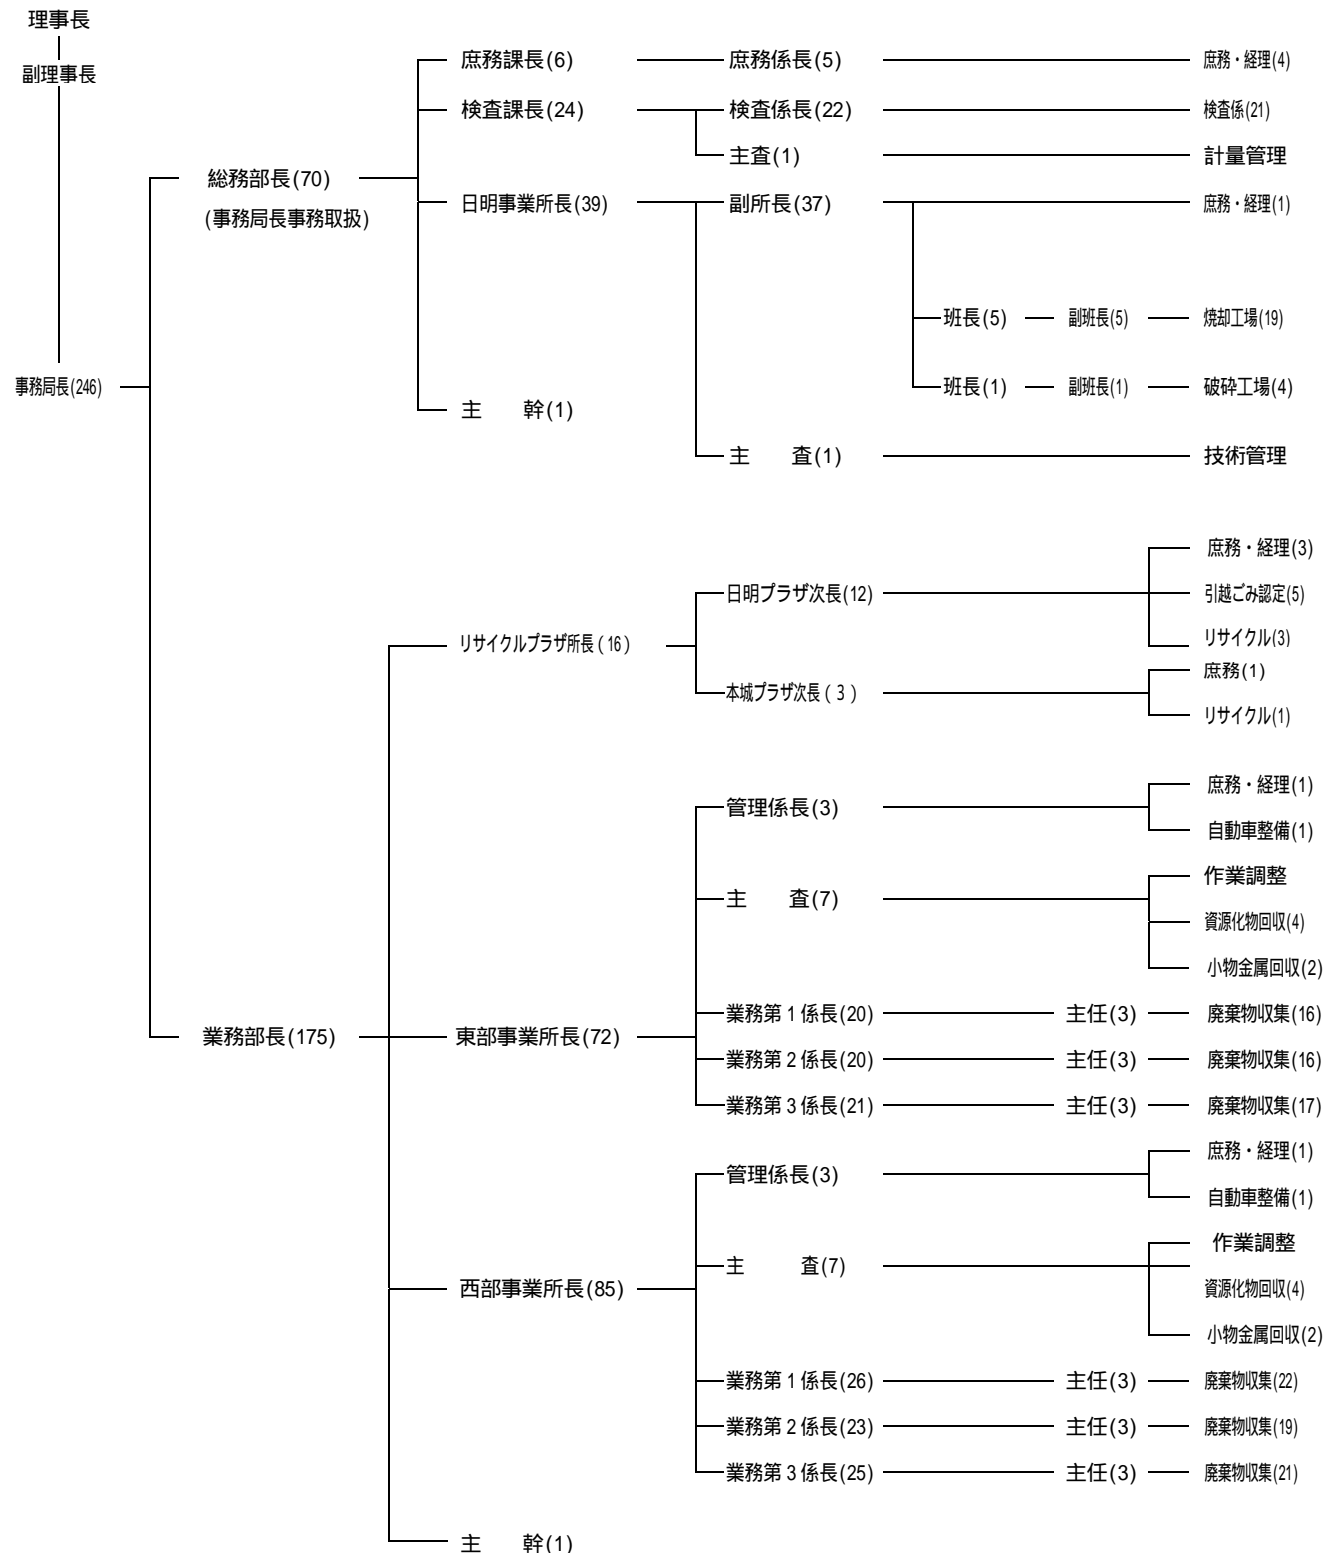 理事長
副理事長
庶務課長(6) 庶務係長(5) 庶務・経理(4)
検査課長(24) 検査係長(22) 検査係(21)
主査(1) 計量管理
総務部長(70)
(事務局長事務取扱)
日明事業所長(39) 副所長(37) 庶務・経理(1)
班長(5) 副班長(5) 焼却工場(19)
事務局長(246)
班長(1) 副班長(1) 破砕工場(4)
主　幹(1)
主　査(1) 技術管理
庶務・経理(3)
日明プラザ次長(12) 引越ごみ認定(5)
リサイクルプラザ所長(16) リサイクル(3)
庶務(1)
本城プラザ次長(3)
リサイクル(1)
庶務・経理(1)
管理係長(3)
自動車整備(1)
作業調整
主　査(7)
資源化物回収(4)
小物金属回収(2)
業務第1係長(20) 主任(3) 廃棄物収集(16)
業務部長(175) 東部事業所長(72)
業務第2係長(20) 主任(3) 廃棄物収集(16)
業務第3係長(21) 主任(3) 廃棄物収集(17)
庶務・経理(1)
管理係長(3)
自動車整備(1)
作業調整
主　査(7)
西部事業所長(85) 資源化物回収(4)
小物金属回収(2)
業務第1係長(26) 主任(3) 廃棄物収集(22)
業務第2係長(23) 主任(3) 廃棄物収集(19)
業務第3係長(25) 主任(3) 廃棄物収集(21)
主　幹(1)